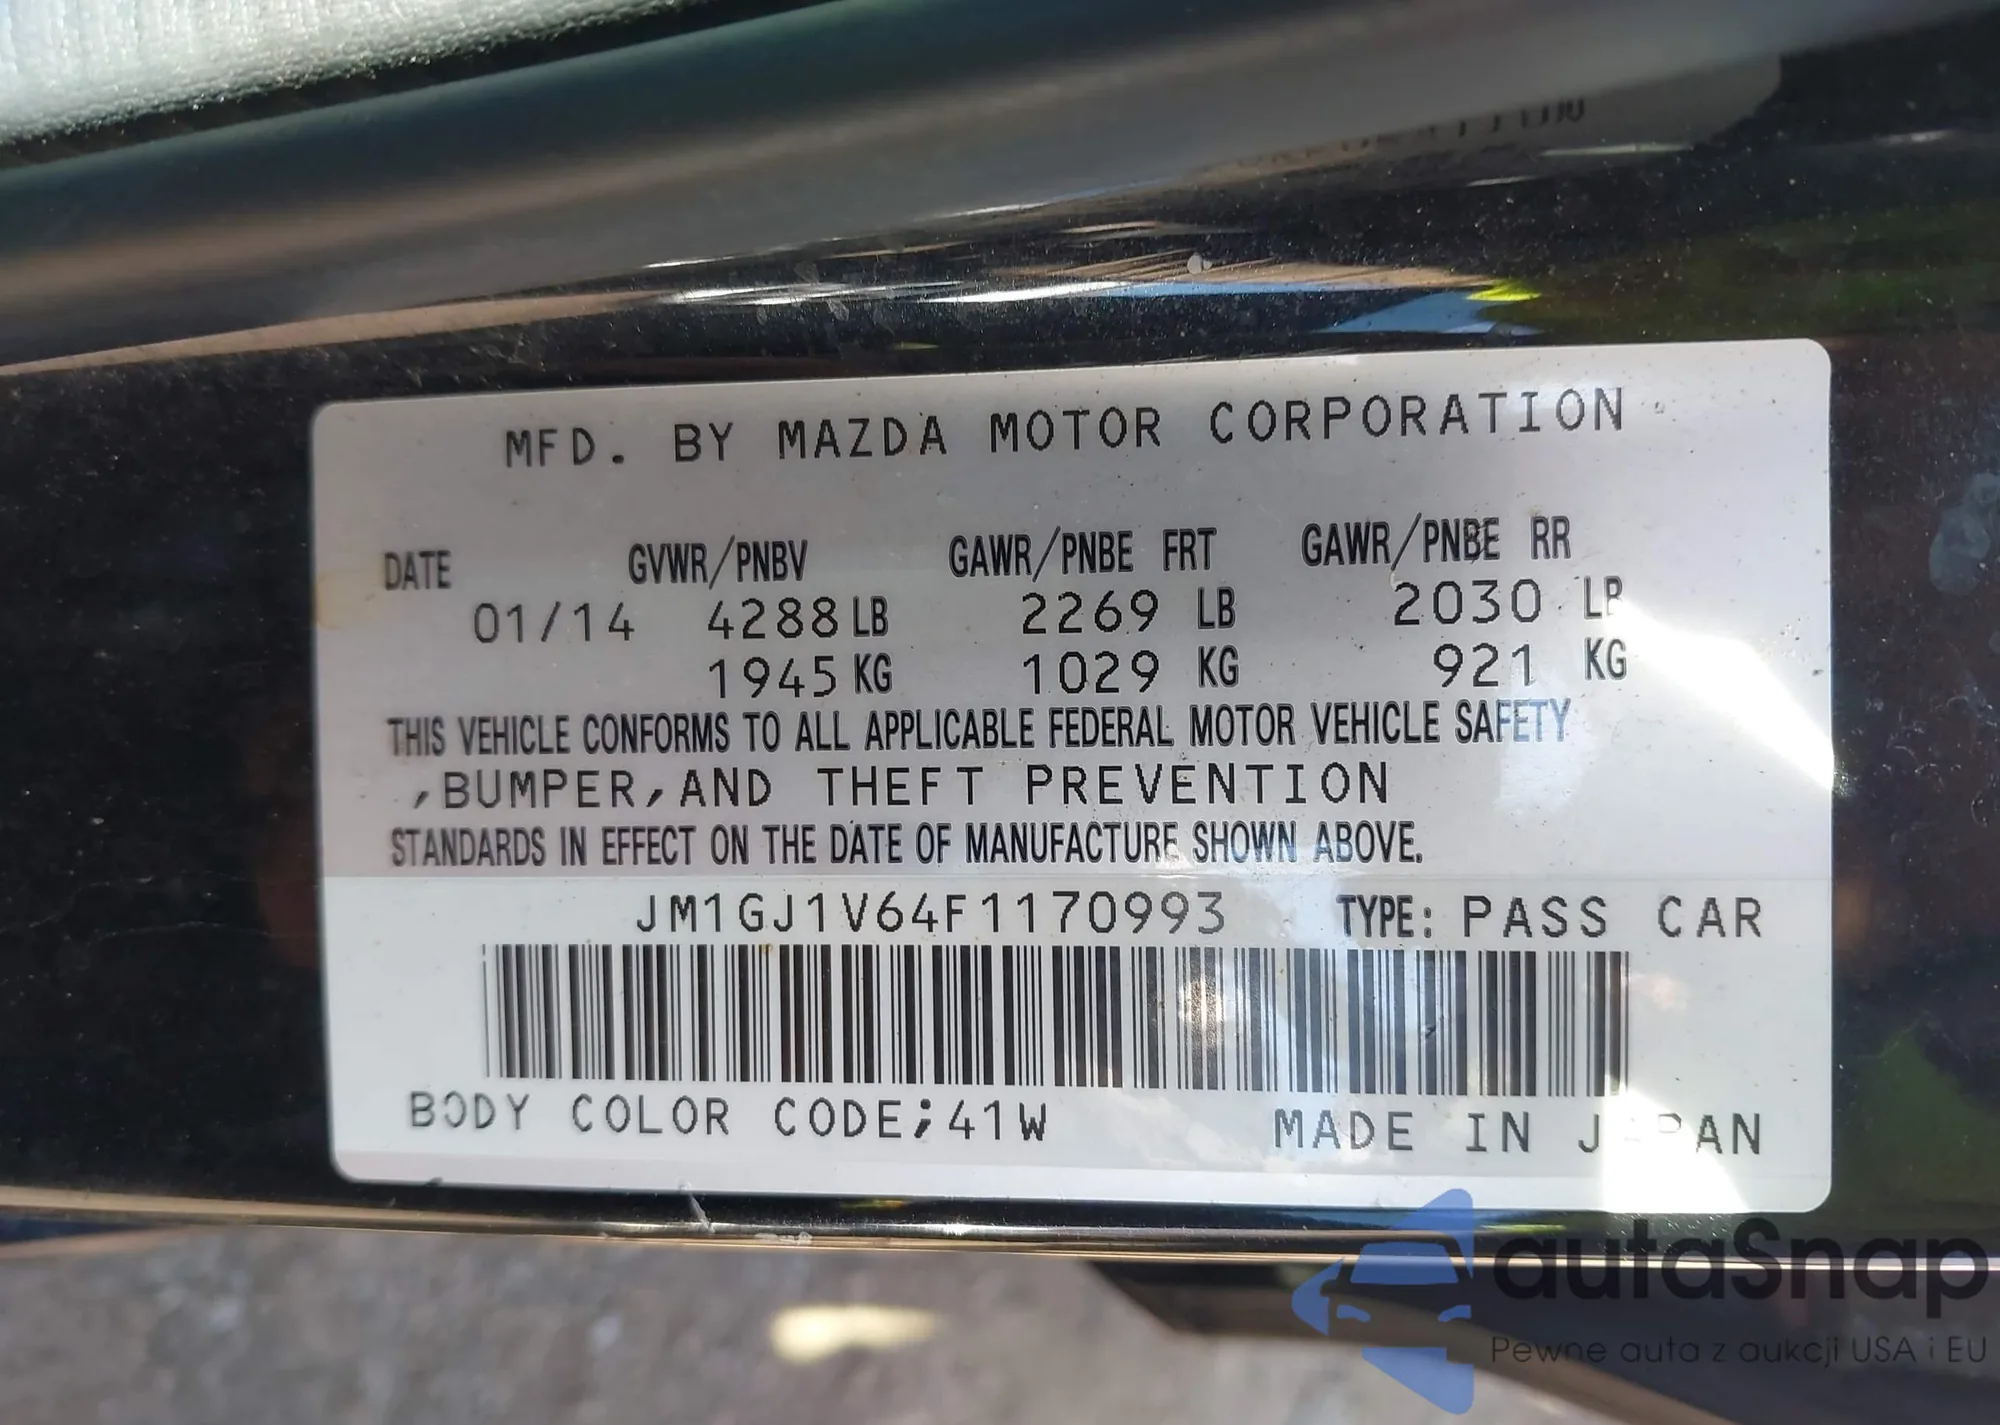 MFD. BY MAZDA MOTOR CORPORATION
DATE GVWR/PNBV GAWR/PNBE FRT GAWR/PNBE RR
01/14 4288 LB 2269 LB 2030 LB
1945 KG 1029 KG 921 KG
THIS VEHICLE CONFORMS TO ALL APPLICABLE FEDERAL MOTOR VEHICLE SAFETY
,BUMPER,AND THEFT PREVENTION
STANDARDS IN EFFECT ON THE DATE OF MANUFACTURE SHOWN ABOVE.
JM1GJ1V64F1170993 TYPE: PASS CAR
BODY COLOR CODE;41W MADE IN JAPAN
autaSnap
Pewne auta z aukcji USA i EU